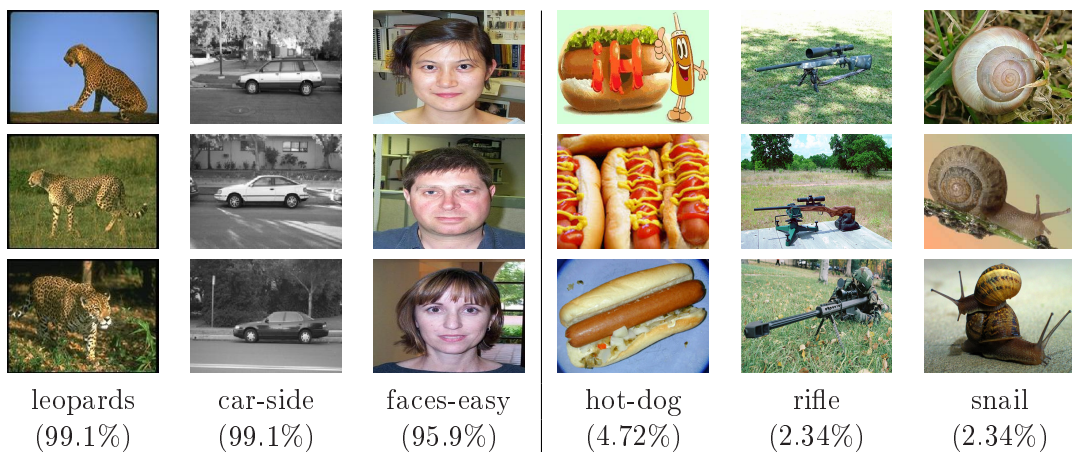 leopards
(99.1%)
car-side
(99.1%)
faces-easy
(95.9%)
hot-dog
(4.72%)
rifle
(2.34%)
snail
(2.34%)